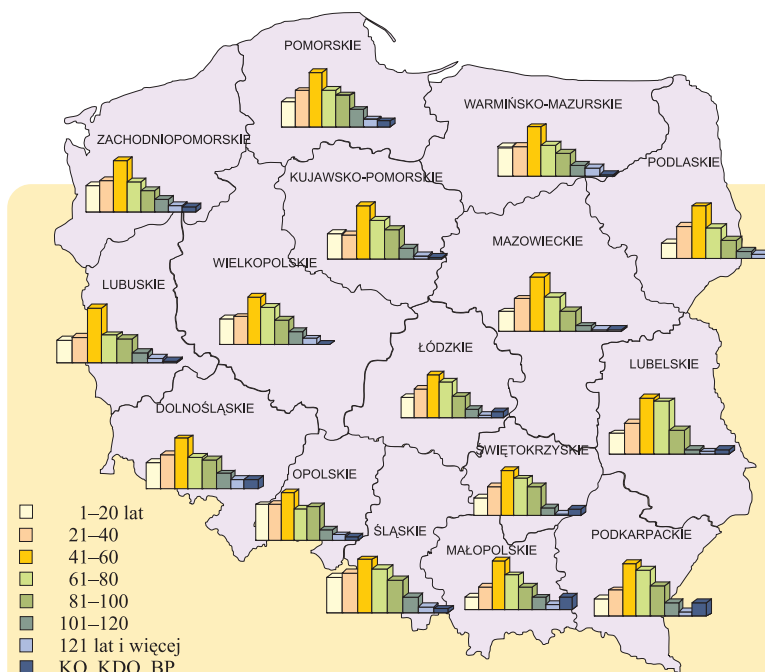 POMORSKIE
WARMIŃSKO-MAZURSKIE
ZACHODNIOPOMORSKIE
PODLASKIE
KUJAWSKO-POMORSKIE
MAZOWIECKIE
WIELKOPOLSKIE
LUBUSKIE
ŁÓDZKIE
LUBELSKIE
DOLNOŚLĄSKIE
ŚWIĘTOKRZYSKIE
OPOLSKIE
ŚLĄSKIE
PODKARPACKIE
MAŁOPOLSKIE
1–20 lat
21–40
41–60
61–80
81–100
101–120
121 lat i więcej
KO, KDO, BP